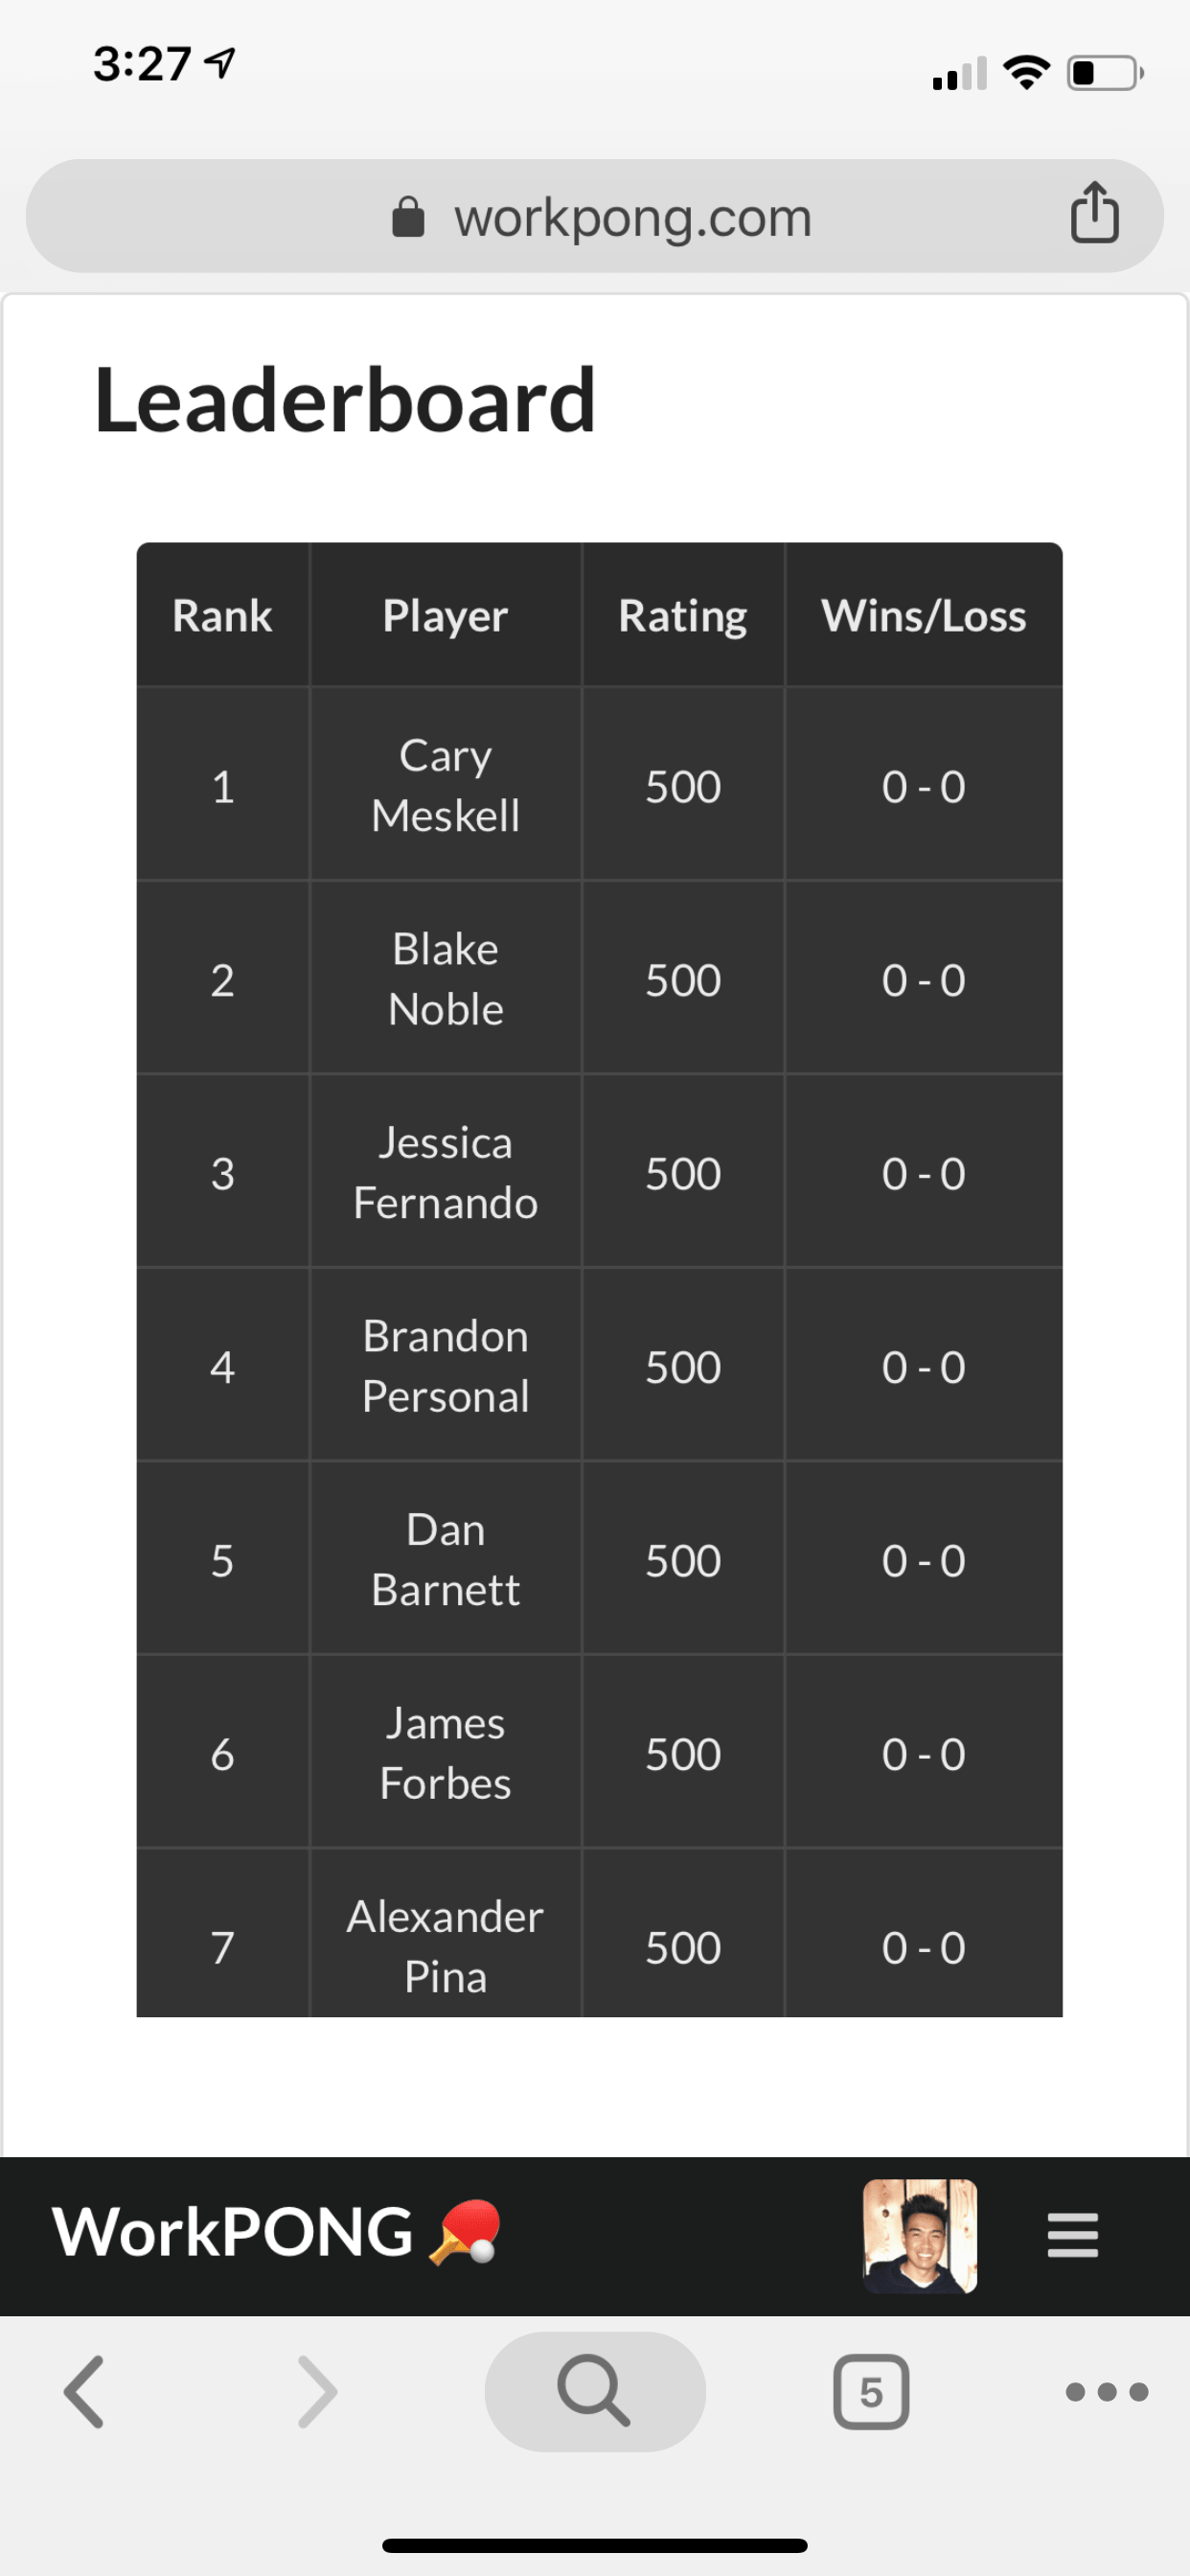 3:27
workpong.com
Leaderboard
Rank Player Rating Wins/Loss
1 Cary Meskell 500 0 - 0
2 Blake Noble 500 0 - 0
3 Jessica Fernando 500 0 - 0
4 Brandon Personal 500 0 - 0
5 Dan Barnett 500 0 - 0
6 James Forbes 500 0 - 0
7 Alexander Pina 500 0 - 0
WorkPONG
5